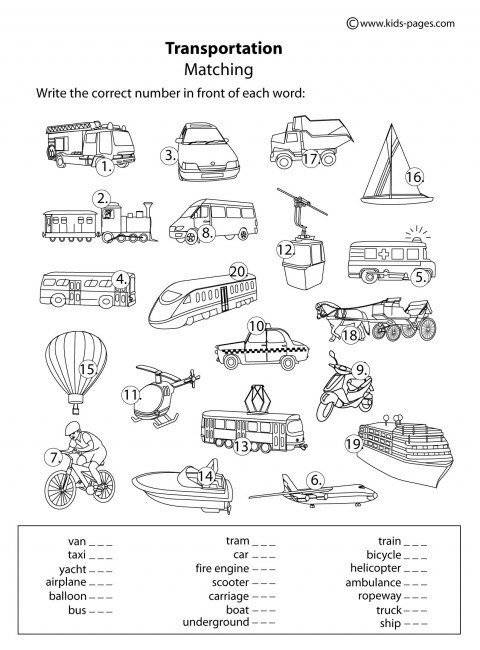 ©www.kids-pages.com
Transportation
Matching
Write the correct number in front of each word:
1.
3.
17.
16.
2.
8.
12.
5.
4.
20.
10.
18.
15.
11.
9.
13.
19.
7.
14.
6.
van _ _ _
tram _ _ _
train _ _ _
taxi _ _ _
car _ _ _
bicycle _ _ _
yacht _ _ _
fire engine _ _ _
helicopter _ _ _
airplane _ _ _
scooter _ _ _
ambulance _ _ _
balloon _ _ _
carriage _ _ _
ropeway _ _ _
bus _ _ _
boat _ _ _
truck _ _ _
underground _ _ _
ship _ _ _